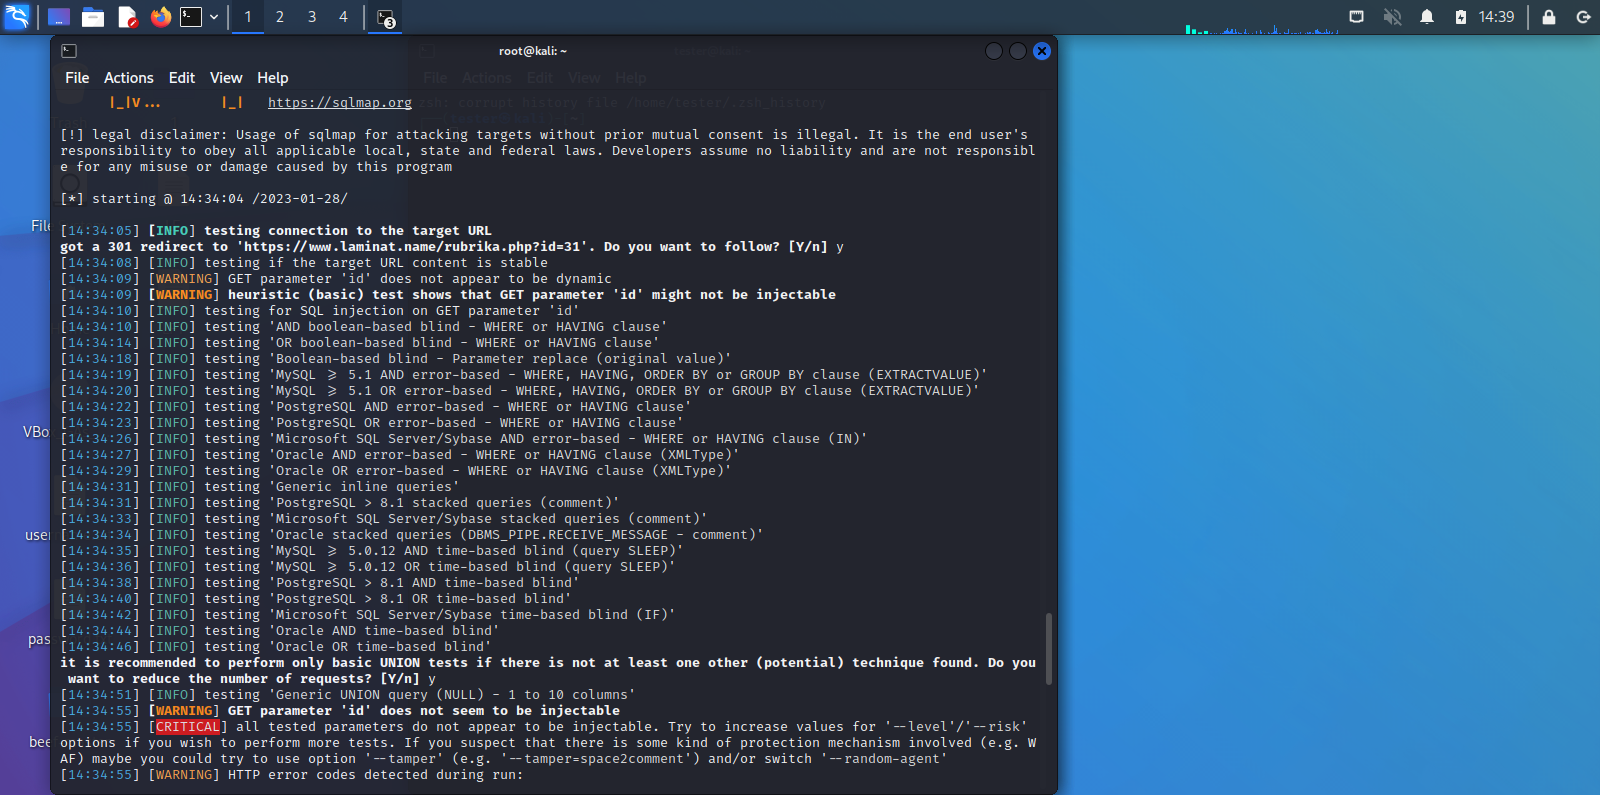 1 2 3 4 3 14:39
root@kali: ~
File Actions Edit View Help
File Actions Edit View Help
|_|V... |_| https://sqlmap.org
zsh: corrupt history file /home/tester/.zsh_history
[!] legal disclaimer: Usage of sqlmap for attacking targets without prior mutual consent is illegal. It is the end user's
responsibility to obey all applicable local, state and federal laws. Developers assume no liability and are not responsibl
e for any misuse or damage caused by this program
[*] starting @ 14:34:04 /2023-01-28/
File
[14:34:05] [INFO] testing connection to the target URL
got a 301 redirect to 'https://www.laminat.name/rubrika.php?id=31'. Do you want to follow? [Y/n] y
[14:34:08] [INFO] testing if the target URL content is stable
[14:34:09] [WARNING] GET parameter 'id' does not appear to be dynamic
[14:34:09] [WARNING] heuristic (basic) test shows that GET parameter 'id' might not be injectable
[14:34:10] [INFO] testing for SQL injection on GET parameter 'id'
[14:34:10] [INFO] testing 'AND boolean-based blind - WHERE or HAVING clause'
[14:34:14] [INFO] testing 'OR boolean-based blind - WHERE or HAVING clause'
[14:34:18] [INFO] testing 'Boolean-based blind - Parameter replace (original value)'
[14:34:19] [INFO] testing 'MySQL ≥ 5.1 AND error-based - WHERE, HAVING, ORDER BY or GROUP BY clause (EXTRACTVALUE)'
[14:34:20] [INFO] testing 'MySQL ≥ 5.1 OR error-based - WHERE, HAVING, ORDER BY or GROUP BY clause (EXTRACTVALUE)'
[14:34:22] [INFO] testing 'PostgreSQL AND error-based - WHERE or HAVING clause'
[14:34:23] [INFO] testing 'PostgreSQL OR error-based - WHERE or HAVING clause'
VBo
[14:34:26] [INFO] testing 'Microsoft SQL Server/Sybase AND error-based - WHERE or HAVING clause (IN)'
[14:34:27] [INFO] testing 'Oracle AND error-based - WHERE or HAVING clause (XMLType)'
[14:34:29] [INFO] testing 'Oracle OR error-based - WHERE or HAVING clause (XMLType)'
[14:34:31] [INFO] testing 'Generic inline queries'
[14:34:31] [INFO] testing 'PostgreSQL > 8.1 stacked queries (comment)'
[14:34:33] [INFO] testing 'Microsoft SQL Server/Sybase stacked queries (comment)'
user
[14:34:34] [INFO] testing 'Oracle stacked queries (DBMS_PIPE.RECEIVE_MESSAGE - comment)'
[14:34:35] [INFO] testing 'MySQL ≥ 5.0.12 AND time-based blind (query SLEEP)'
[14:34:36] [INFO] testing 'MySQL ≥ 5.0.12 OR time-based blind (query SLEEP)'
[14:34:38] [INFO] testing 'PostgreSQL > 8.1 AND time-based blind'
[14:34:40] [INFO] testing 'PostgreSQL > 8.1 OR time-based blind'
[14:34:42] [INFO] testing 'Microsoft SQL Server/Sybase time-based blind (IF)'
[14:34:44] [INFO] testing 'Oracle AND time-based blind'
pas
[14:34:46] [INFO] testing 'Oracle OR time-based blind'
it is recommended to perform only basic UNION tests if there is not at least one other (potential) technique found. Do you
want to reduce the number of requests? [Y/n] y
[14:34:51] [INFO] testing 'Generic UNION query (NULL) - 1 to 10 columns'
[14:34:55] [WARNING] GET parameter 'id' does not seem to be injectable
[14:34:55] [CRITICAL] all tested parameters do not appear to be injectable. Try to increase values for '--level'/'--risk'
bee
options if you wish to perform more tests. If you suspect that there is some kind of protection mechanism involved (e.g. W
AF) maybe you could try to use option '--tamper' (e.g. '--tamper=space2comment') and/or switch '--random-agent'
[14:34:55] [WARNING] HTTP error codes detected during run: